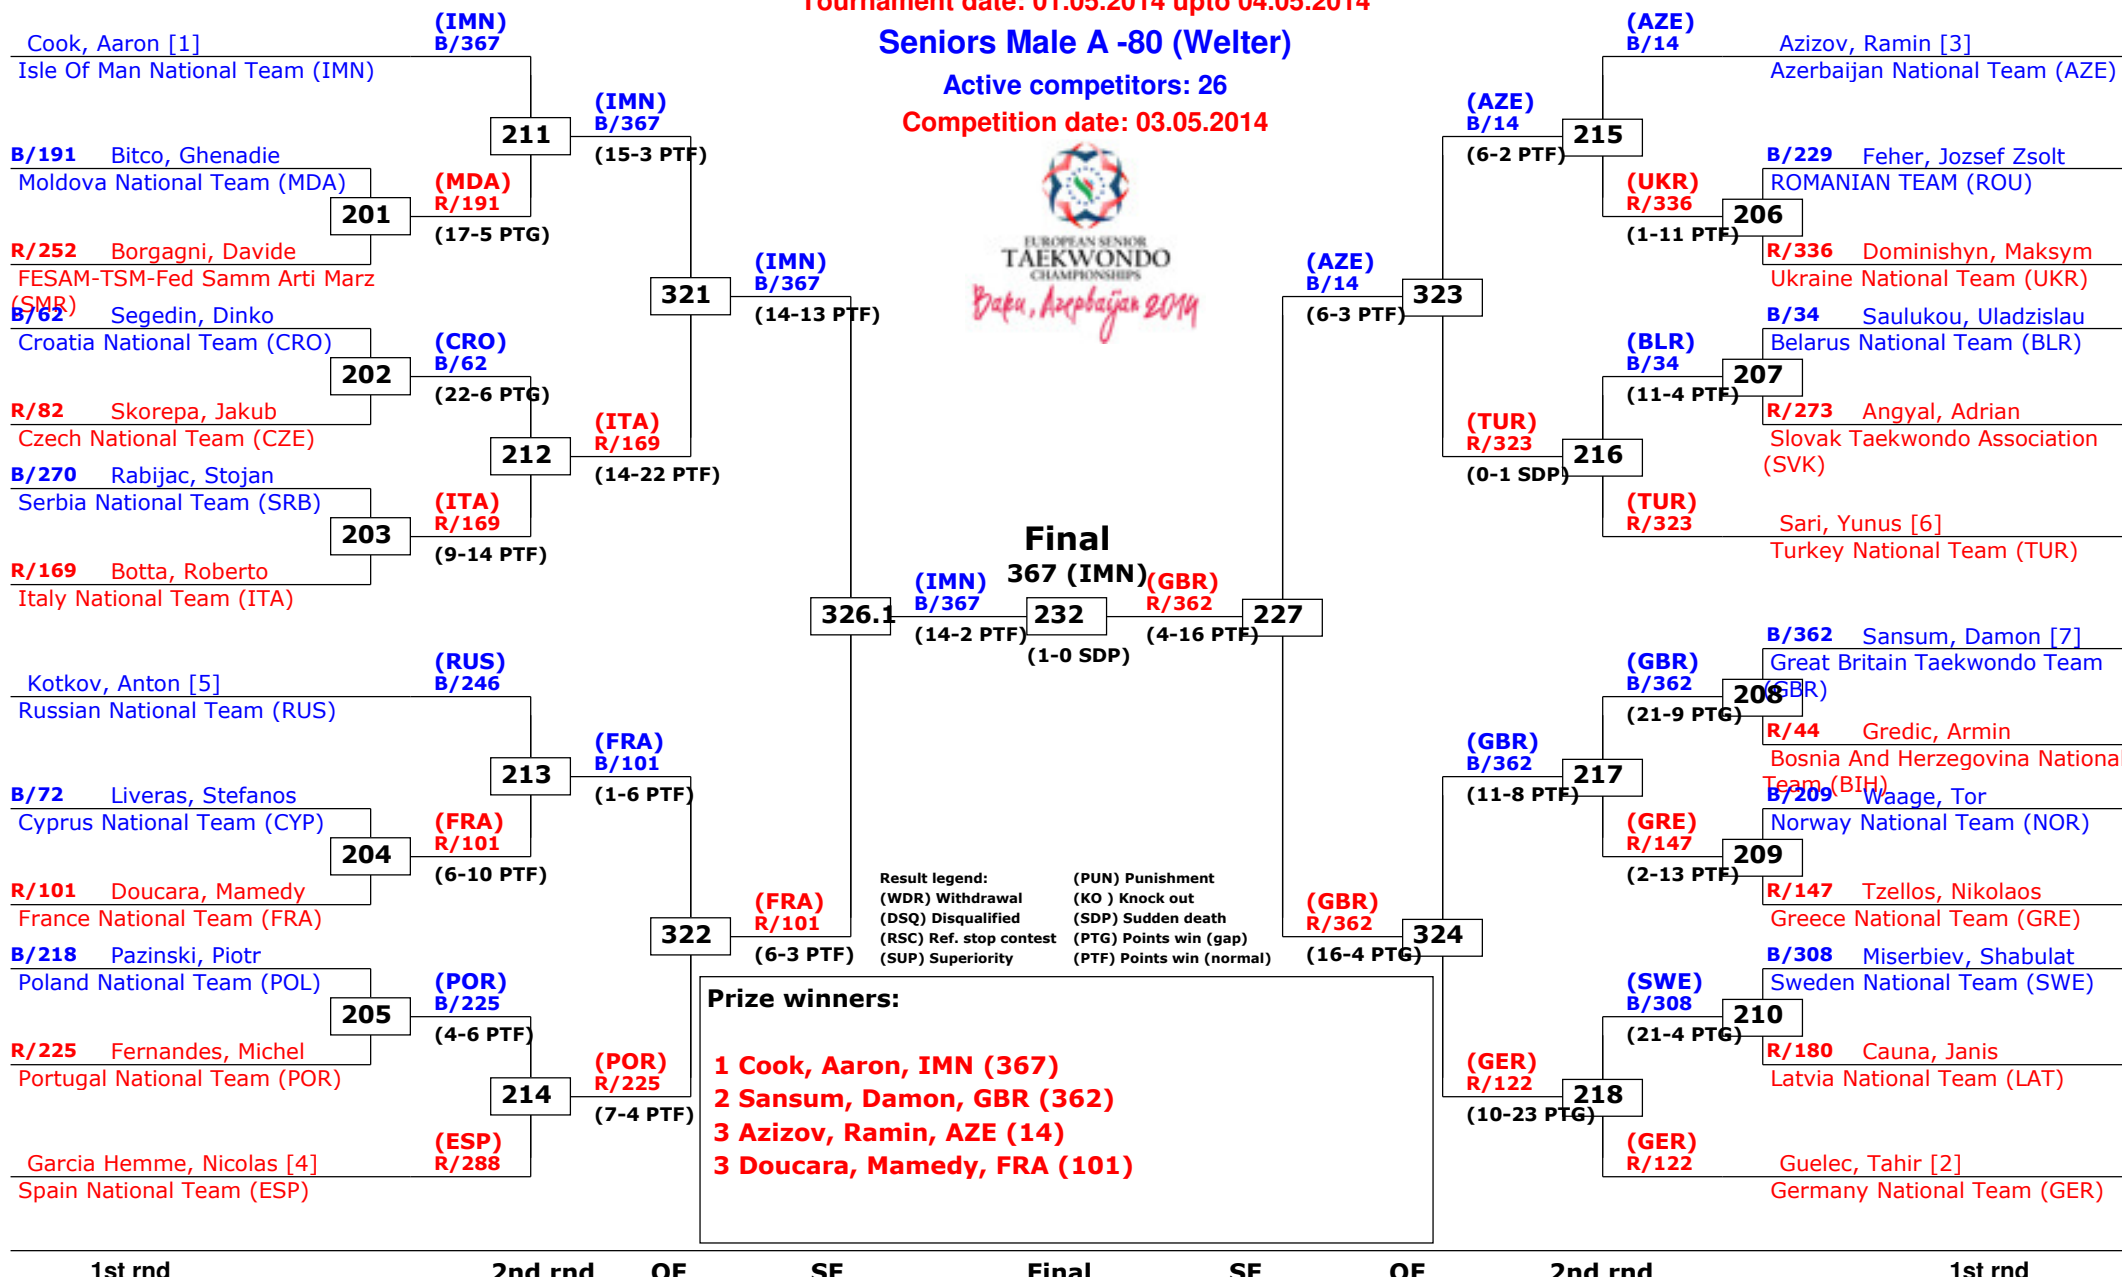 Tournament date: 01.05.2014 upto 04.05.2014
Seniors Male A -80 (Welter)
Active competitors: 26
Competition date: 03.05.2014
EUROPEAN SENIOR
TAEKWONDO
CHAMPIONSHIPS
Baku, Azerbaijan 2014
(IMN)
Cook, Aaron [1] B/367
Isle Of Man National Team (IMN)
(IMN)
B/367
211
(15-3 PTF)
B/191 Bitco, Ghenadie
Moldova National Team (MDA)
(MDA)
R/191
201
(17-5 PTG)
R/252 Borgagni, Davide
FESAM-TSM-Fed Samm Arti Marz
(SMR)
(IMN)
B/367
321
(14-13 PTF)
B/62 Segedin, Dinko
Croatia National Team (CRO)
(CRO)
B/62
202
(22-6 PTG)
R/82 Skorepa, Jakub
Czech National Team (CZE)
(ITA)
R/169
212
(14-22 PTF)
B/270 Rabijac, Stojan
Serbia National Team (SRB)
(ITA)
R/169
203
(9-14 PTF)
R/169 Botta, Roberto
Italy National Team (ITA)
326.1
(IMN)
B/367
(14-2 PTF)
Final
367 (IMN)
232
(1-0 SDP)
(GBR)
R/362
(4-16 PTF)
227
(RUS)
Kotkov, Anton [5] B/246
Russian National Team (RUS)
(FRA)
B/101
213
(1-6 PTF)
B/72 Liveras, Stefanos
Cyprus National Team (CYP)
(FRA)
R/101
204
(6-10 PTF)
R/101 Doucara, Mamedy
France National Team (FRA)
(FRA)
R/101
322
(6-3 PTF)
B/218 Pazinski, Piotr
Poland National Team (POL)
(POR)
B/225
205
(4-6 PTF)
R/225 Fernandes, Michel
Portugal National Team (POR)
(POR)
R/225
214
(7-4 PTF)
(ESP)
Garcia Hemme, Nicolas [4] R/288
Spain National Team (ESP)
(AZE)
B/14 Azizov, Ramin [3]
Azerbaijan National Team (AZE)
(AZE)
B/14
215
(6-2 PTF)
B/229 Feher, Jozsef Zsolt
ROMANIAN TEAM (ROU)
(UKR)
R/336
206
(1-11 PTF)
R/336 Dominishyn, Maksym
Ukraine National Team (UKR)
(AZE)
B/14
323
(6-3 PTF)
B/34 Saulukou, Uladzislau
Belarus National Team (BLR)
(BLR)
B/34
207
(11-4 PTF)
R/273 Angyal, Adrian
Slovak Taekwondo Association
(SVK)
(TUR)
R/323
216
(0-1 SDP)
(TUR)
R/323 Sari, Yunus [6]
Turkey National Team (TUR)
B/362 Sansum, Damon [7]
Great Britain Taekwondo Team
(GBR)
(GBR)
B/362
208
(21-9 PTG)
R/44 Gredic, Armin
Bosnia And Herzegovina National
Team (BIH)
(GBR)
B/362
217
(11-8 PTF)
B/209 Waage, Tor
Norway National Team (NOR)
(GRE)
R/147
209
(2-13 PTF)
R/147 Tzellos, Nikolaos
Greece National Team (GRE)
(GBR)
R/362
324
(16-4 PTG)
B/308 Miserbiev, Shabulat
Sweden National Team (SWE)
(SWE)
B/308
210
(21-4 PTG)
R/180 Cauna, Janis
Latvia National Team (LAT)
(GER)
R/122
218
(10-23 PTG)
(GER)
R/122 Guelec, Tahir [2]
Germany National Team (GER)
Result legend: (PUN) Punishment
(WDR) Withdrawal (KO ) Knock out
(DSQ) Disqualified (SDP) Sudden death
(RSC) Ref. stop contest (PTG) Points win (gap)
(SUP) Superiority (PTF) Points win (normal)
Prize winners:
1 Cook, Aaron, IMN (367)
2 Sansum, Damon, GBR (362)
3 Azizov, Ramin, AZE (14)
3 Doucara, Mamedy, FRA (101)
1st rnd 2nd rnd QF SF Final SF QF 2nd rnd 1st rnd